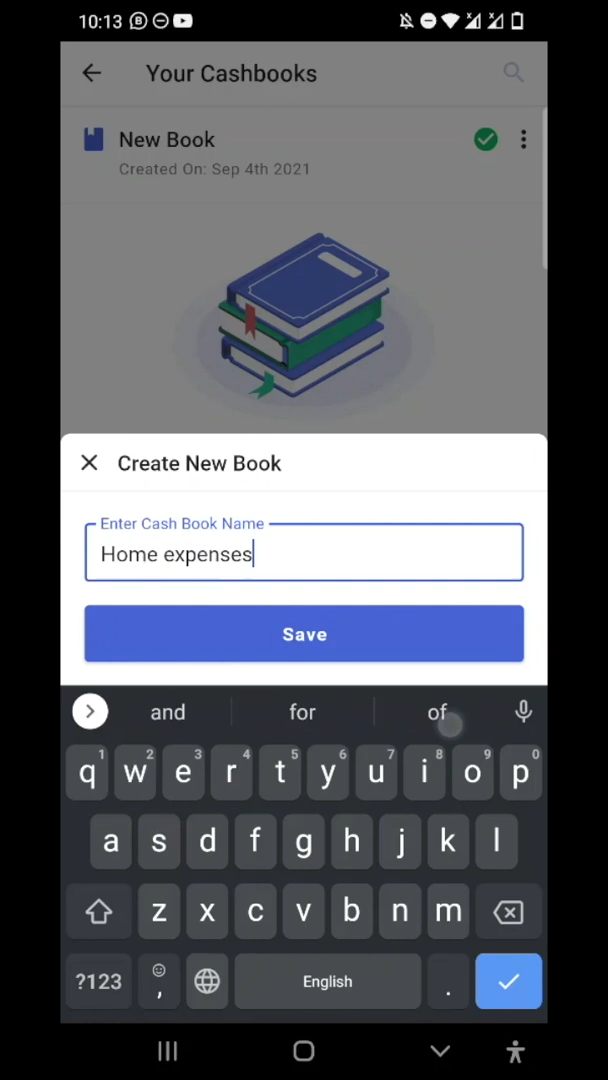 10:13
Your Cashbooks
New Book
Created On: Sep 4th 2021
Create New Book
Enter Cash Book Name
Home expenses
Save
and for of
1 2 3 4 5 6 7 8 9 0
q w e r t y u i o p
a s d f g h j k l
z x c v b n m
?123 , English .